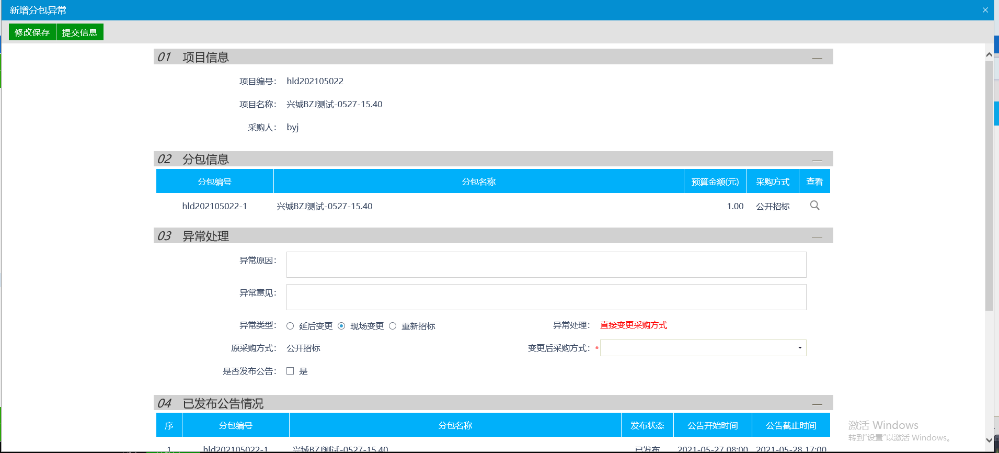 新增分包异常
修改保存 提交信息
01 项目信息
项目编号： hld202105022
项目名称： 兴城BZJ测试-0527-15.40
采购人： byj
02 分包信息
分包编号 分包名称 预算金额(元) 采购方式 查看
hld202105022-1 兴城BZJ测试-0527-15.40 1.00 公开招标
03 异常处理
异常原因：
异常意见：
异常类型： 延后变更 现场变更 重新招标 异常处理： 直接变更采购方式
原采购方式： 公开招标 变更后采购方式：*
是否发布公告： 是
04 已发布公告情况
序 分包编号 分包名称 发布状态 公告开始时间 公告截止时间
1 hld202105022-1 兴城BZJ测试-0527-15.40 已发布 2021-05-27 08:00 2021-05-28 17:00
激活 Windows
转到“设置”以激活 Windows。